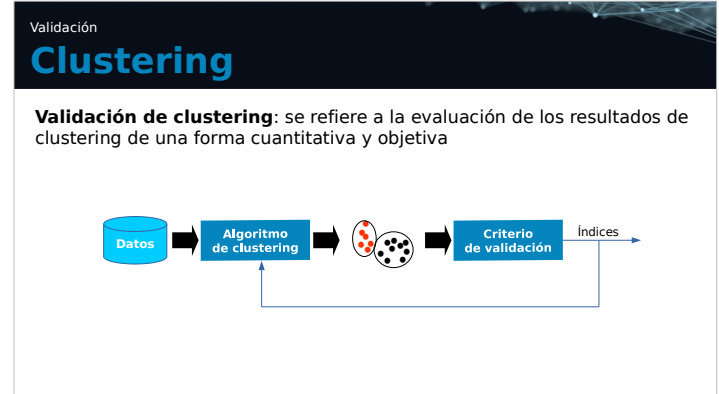 Validación
Clustering
Validación de clustering: se refiere a la evaluación de los resultados de
clustering de una forma cuantitativa y objetiva
Datos
Algoritmo
de clustering
Criterio
de validación
Índices